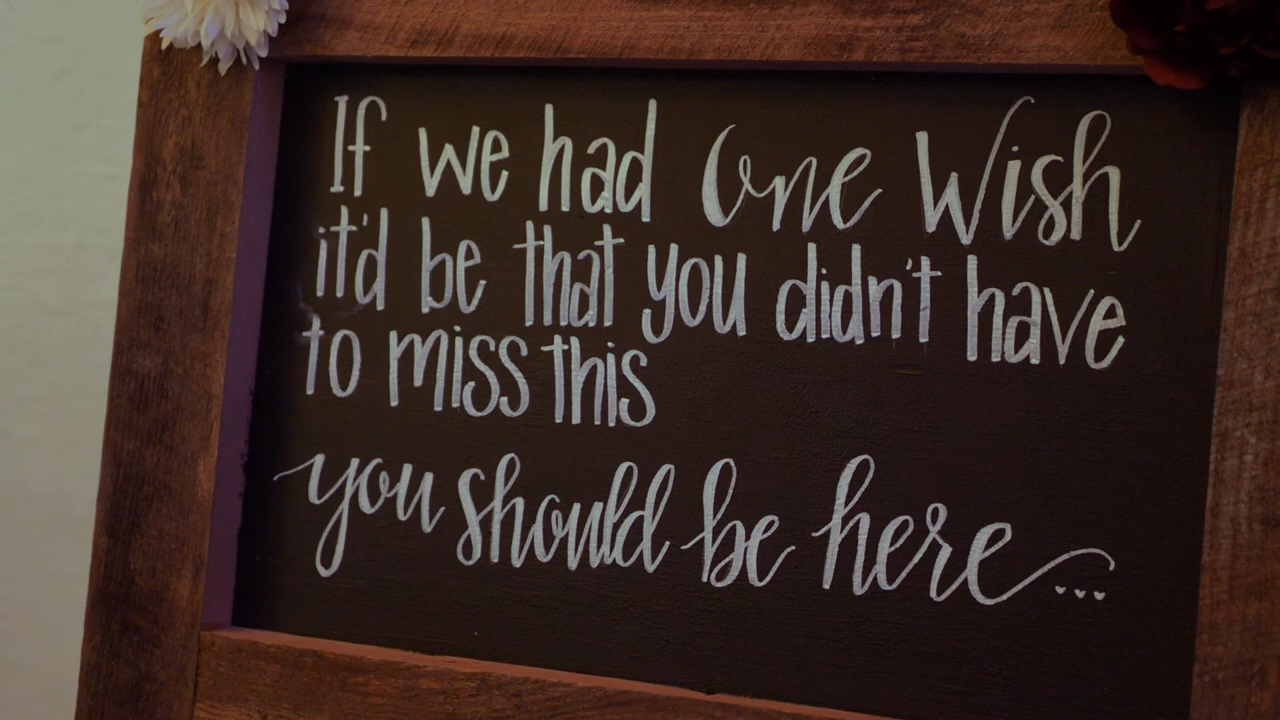 If we had one Wish
it'd be that you didn't have
to miss this
you should be here...